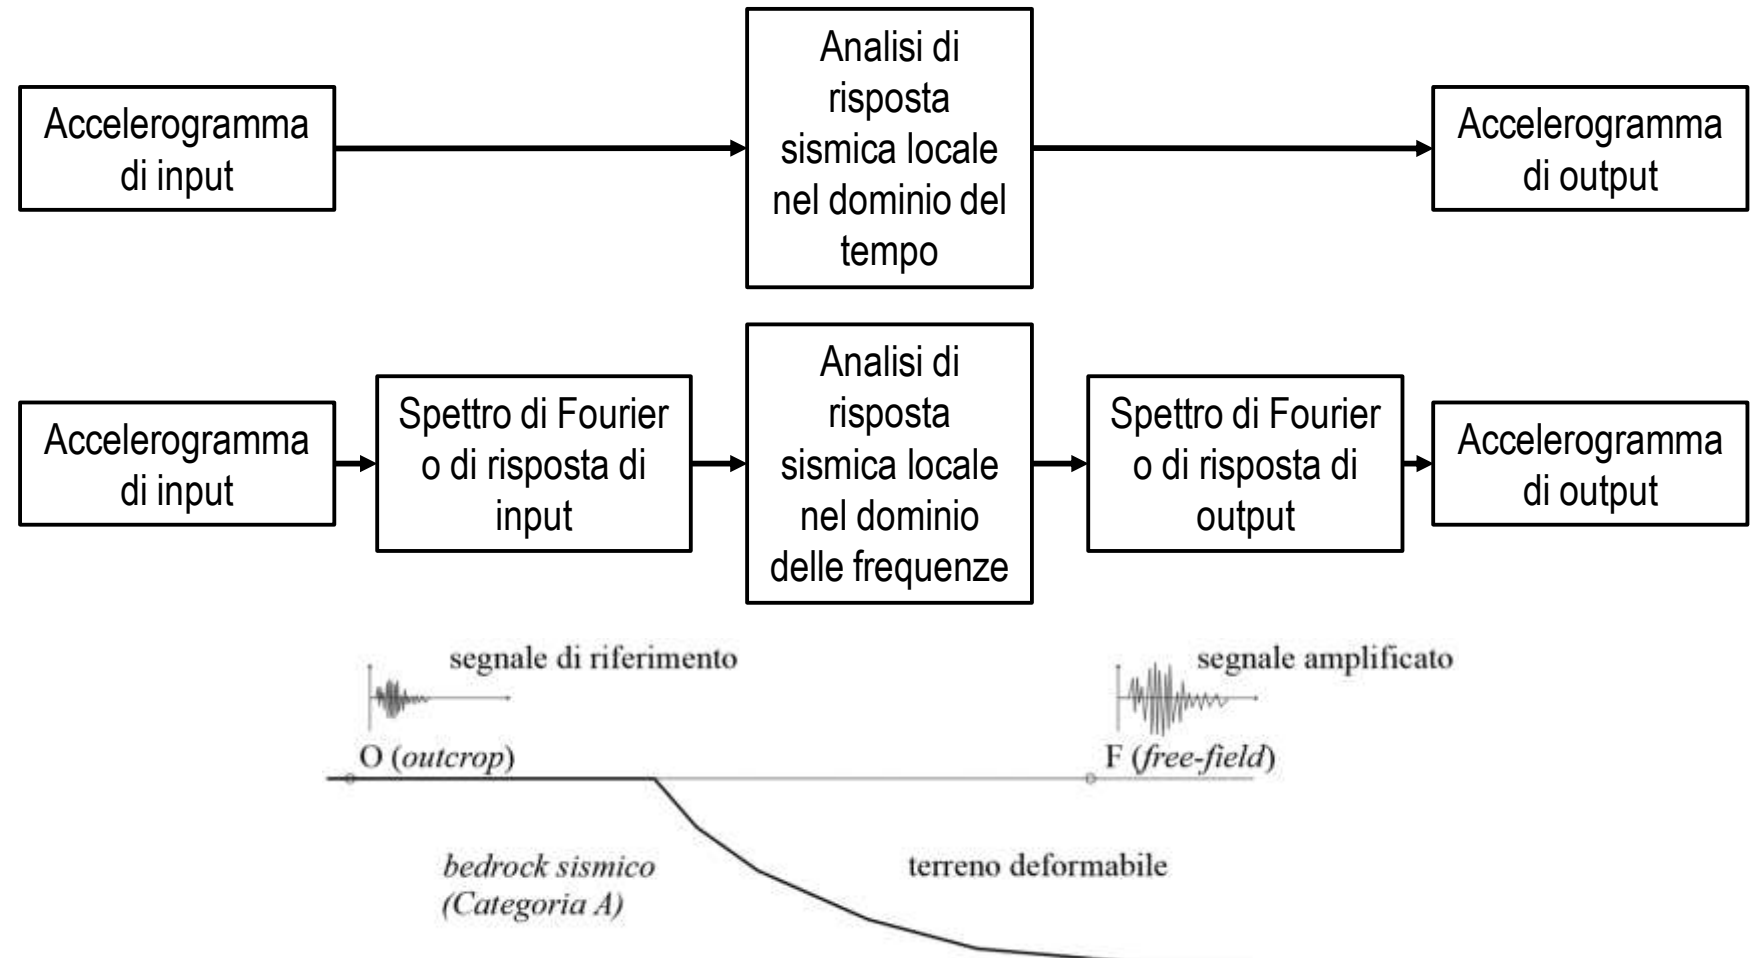 Accelerogramma
di input
Analisi di
risposta
sismica locale
nel dominio del
tempo
Accelerogramma
di output
Accelerogramma
di input
Spettro di Fourier
o di risposta di
input
Analisi di
risposta
sismica locale
nel dominio
delle frequenze
Spettro di Fourier
o di risposta di
output
Accelerogramma
di output
segnale di riferimento
segnale amplificato
O (outcrop)
F (free-field)
bedrock sismico
(Categoria A)
terreno deformabile